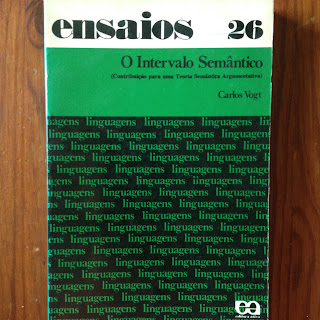 ensaios 26
O Intervalo Semântico
(Contribuição para uma Teoria Semântica Argumentativa)
Carlos Vogt
linguagens linguagens linguagens linguagens
linguagens linguagens linguagens linguagens
linguagens linguagens linguagens linguagens
linguagens linguagens linguagens linguagens
linguagens linguagens linguagens linguagens
linguagens linguagens linguagens linguagens
linguagens linguagens linguagens linguagens
linguagens linguagens linguagens linguagens
linguagens linguagens linguagens linguagens
linguagens linguagens linguagens linguagens
linguagens linguagens linguagens linguagens
linguagens linguagens linguagens linguagens
linguagens linguagens linguagens linguagens
linguagens linguagens linguagens
linguagens linguagens linguagens
editora ática